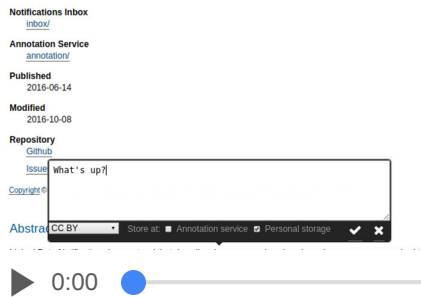 Notifications Inbox
inbox/
Annotation Service
annotation/
Published
2016-06-14
Modified
2016-10-08
Repository
Github
Issue
What's up?
Copyright ©
Abstrac
CC BY Store at: Annotation service Personal storage
0:00